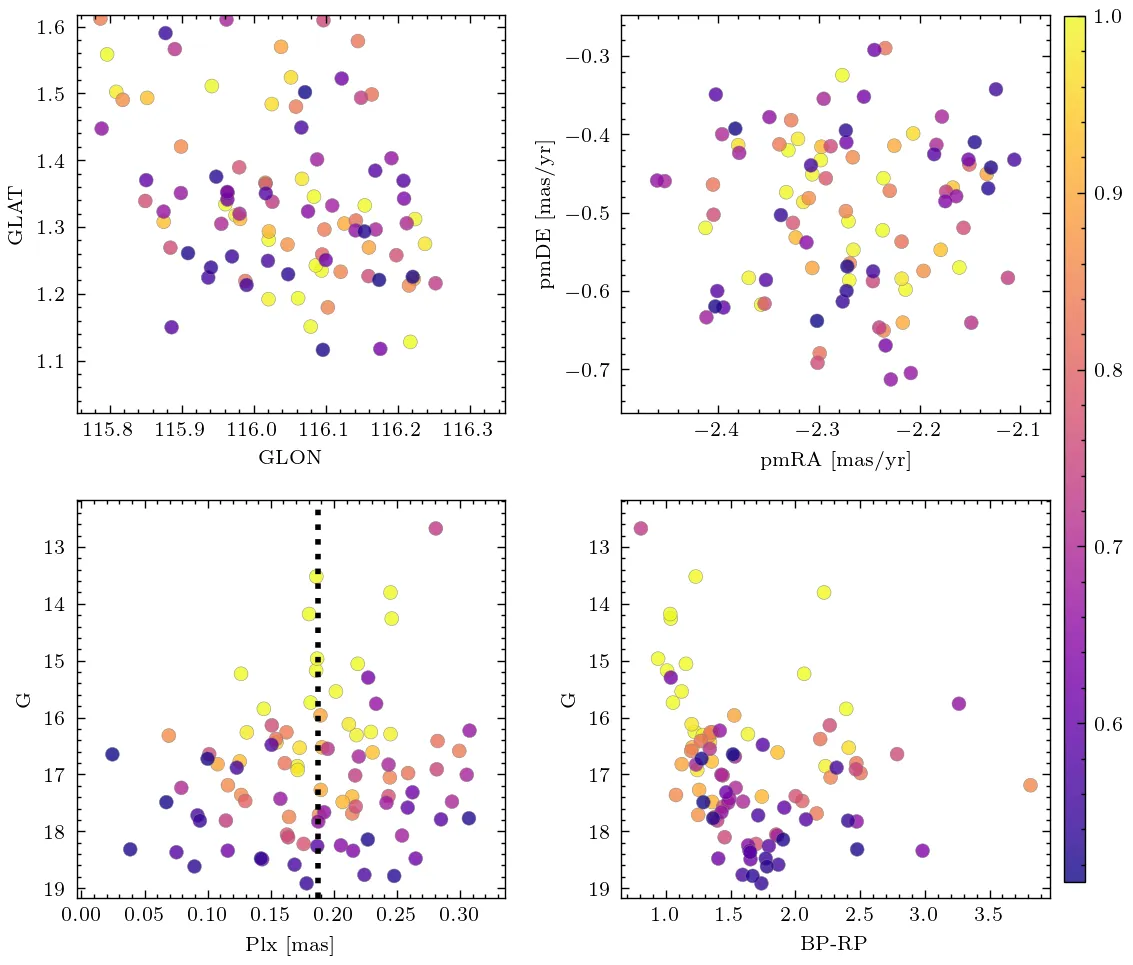 1.6
1.5
1.4
1.3
1.2
1.1
GLAT
115.8 115.9 116.0 116.1 116.2 116.3
GLON
−0.3
−0.4
−0.5
−0.6
−0.7
pmDE [mas/yr]
−2.4 −2.3 −2.2 −2.1
pmRA [mas/yr]
1.0
0.9
0.8
0.7
0.6
13
14
15
16
17
18
19
G
0.00 0.05 0.10 0.15 0.20 0.25 0.30
Plx [mas]
13
14
15
16
17
18
19
G
1.0 1.5 2.0 2.5 3.0 3.5
BP-RP